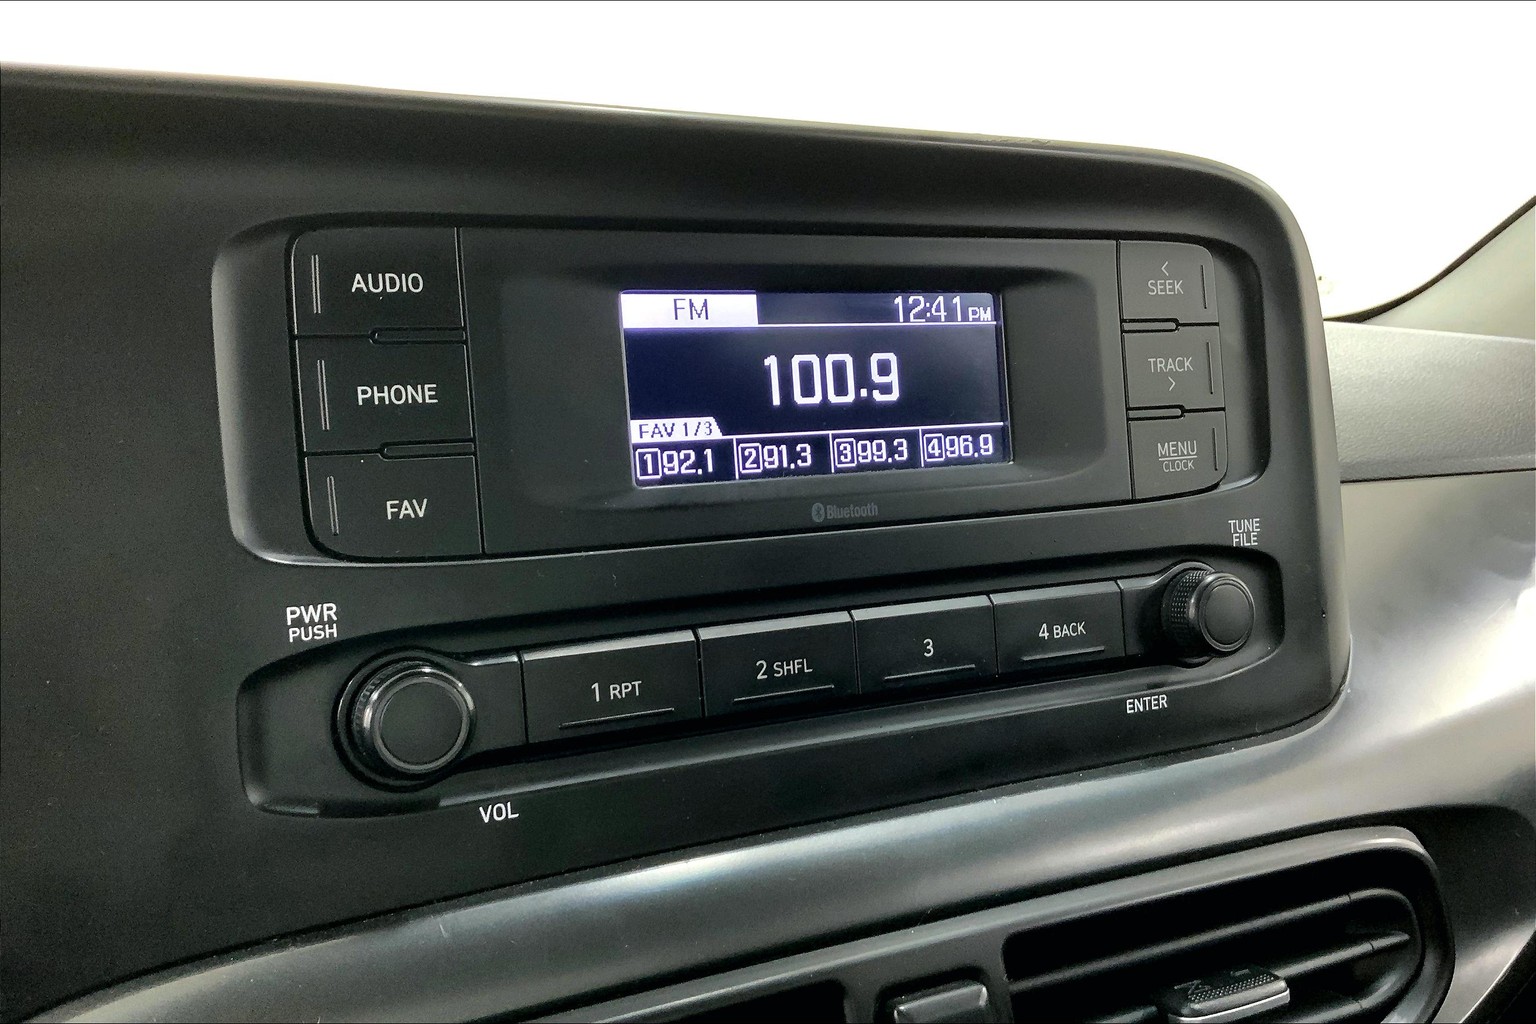 AUDIO
PHONE
FAV
FM 12:41 PM
100.9
FAV 1/3
1 92.1 2 91.3 3 99.3 4 96.9
Bluetooth
<
SEEK
TRACK
>
MENU
CLOCK
TUNE
FILE
PWR
PUSH
1 RPT
2 SHFL
3
4 BACK
ENTER
VOL